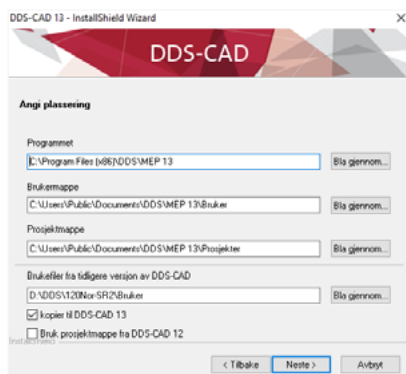 DDS-CAD 13 - InstallShield Wizard
DDS-CAD
Angi plassering
Programmet
C:\Program Files (x86)\DDS\MEP 13
Bla gjennom...
Brukermappe
C:\Users\Public\Documents\DDS\MEP 13\Bruker
Bla gjennom...
Prosjektmappe
C:\Users\Public\Documents\DDS\MEP 13\Prosjekter
Bla gjennom...
Brukefiler fra tidligere versjon av DDS-CAD
D:\DDS\120Nor-SR2\Bruker
Bla gjennom...
kopier til DDS-CAD 13
Bruk prosjektmappe fra DDS-CAD 12
InstallShield
< Tilbake
Neste >
Avbryt